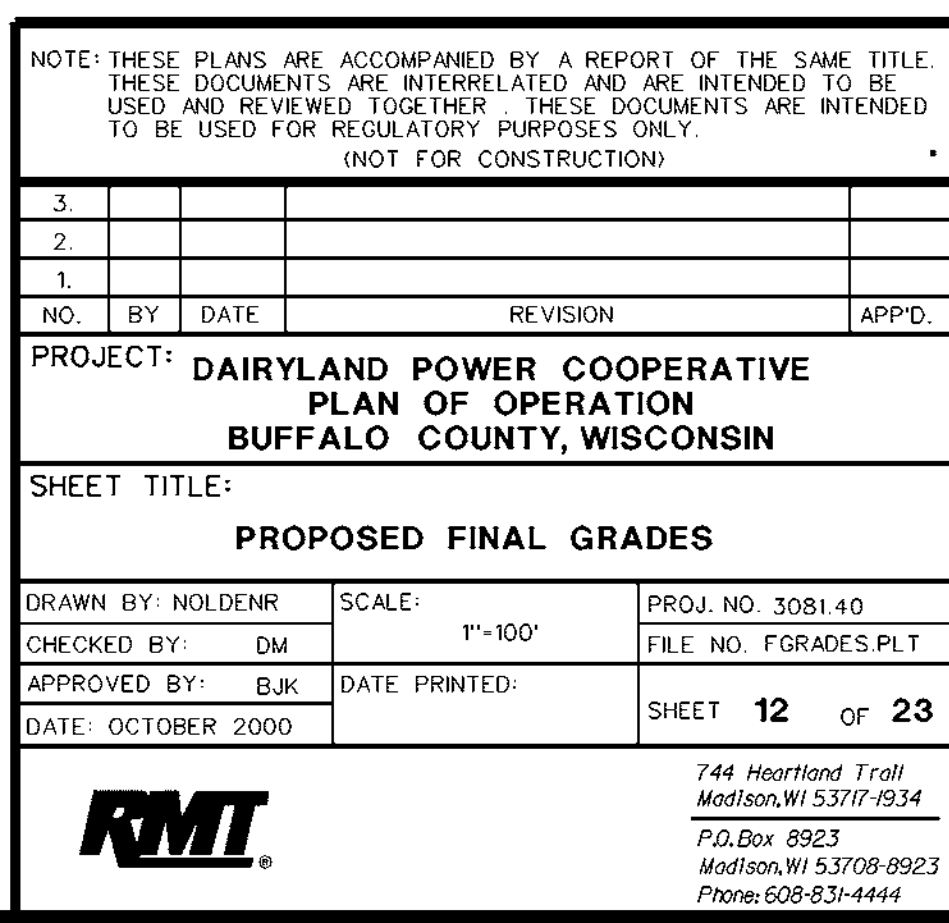 NOTE: THESE PLANS ARE ACCOMPANIED BY A REPORT OF THE SAME TITLE.
THESE DOCUMENTS ARE INTERRELATED AND ARE INTENDED TO BE
USED AND REVIEWED TOGETHER . THESE DOCUMENTS ARE INTENDED
TO BE USED FOR REGULATORY PURPOSES ONLY.
(NOT FOR CONSTRUCTION)
3.
2.
1.
NO. BY DATE REVISION APP'D.
PROJECT: DAIRYLAND POWER COOPERATIVE
PLAN OF OPERATION
BUFFALO COUNTY, WISCONSIN
SHEET TITLE:
PROPOSED FINAL GRADES
DRAWN BY: NOLDENR
CHECKED BY: DM
APPROVED BY: BJK
DATE: OCTOBER 2000
SCALE:
1"=100'
DATE PRINTED:
PROJ. NO. 3081.40
FILE NO. FGRADES.PLT
SHEET 12 OF 23
RMT®
744 Heartland Trail
Madison, WI 53717-1934
P.O. Box 8923
Madison, WI 53708-8923
Phone: 608-831-4444